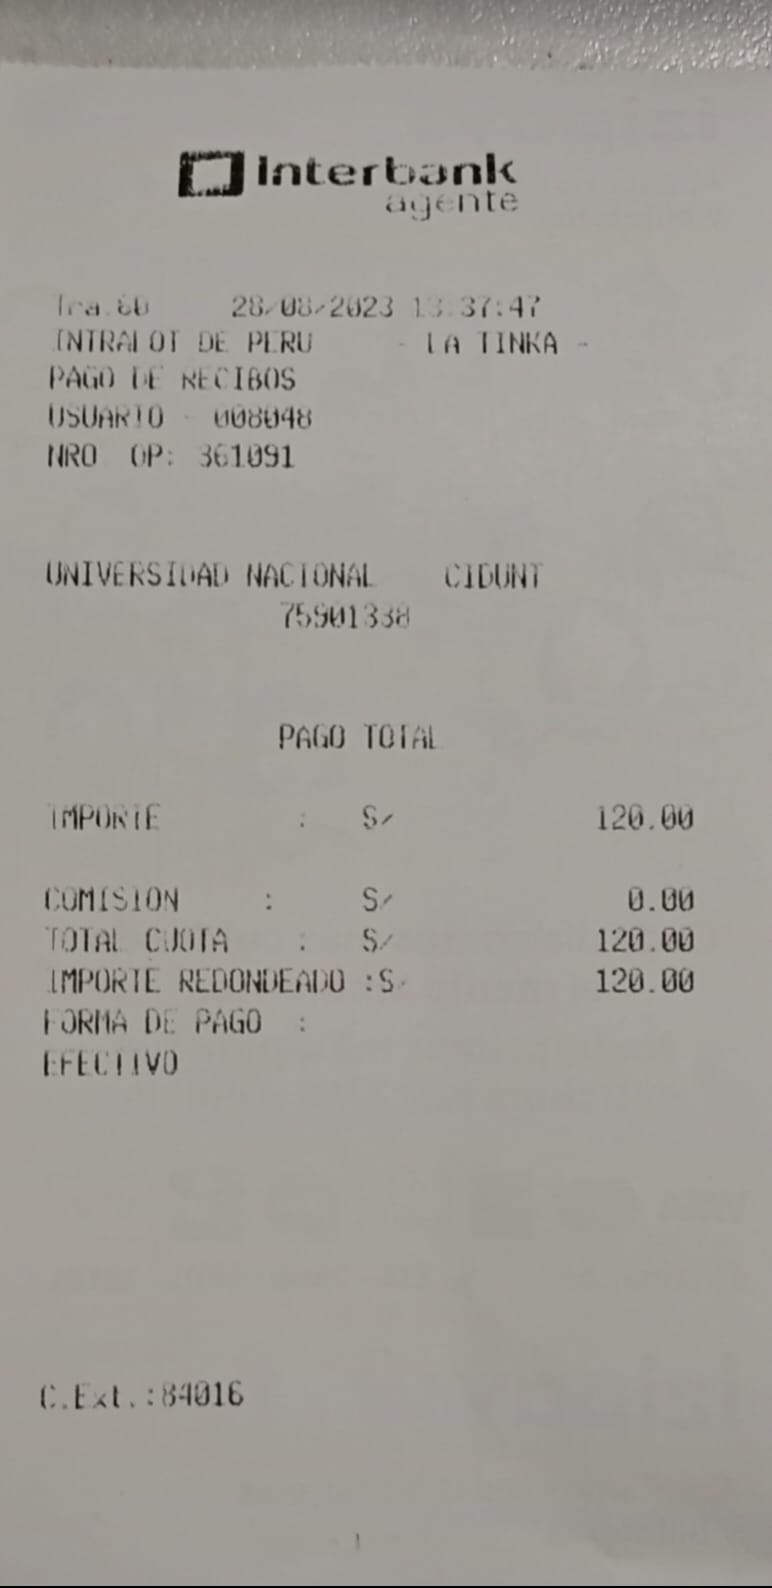 Interbank
agente
Tra.60 28/08/2023 13:37:47
INTRALOT DE PERU - LA TINKA -
PAGO DE RECIBOS
USUARIO - 008048
NRO OP: 361091
UNIVERSIDAD NACIONAL CIDUNT
75901338
PAGO TOTAL
IMPORTE : S/ 120.00
COMISION : S/ 0.00
TOTAL CUOTA : S/ 120.00
IMPORTE REDONDEADO :S/ 120.00
FORMA DE PAGO :
EFECTIVO
C.Ext.:84016